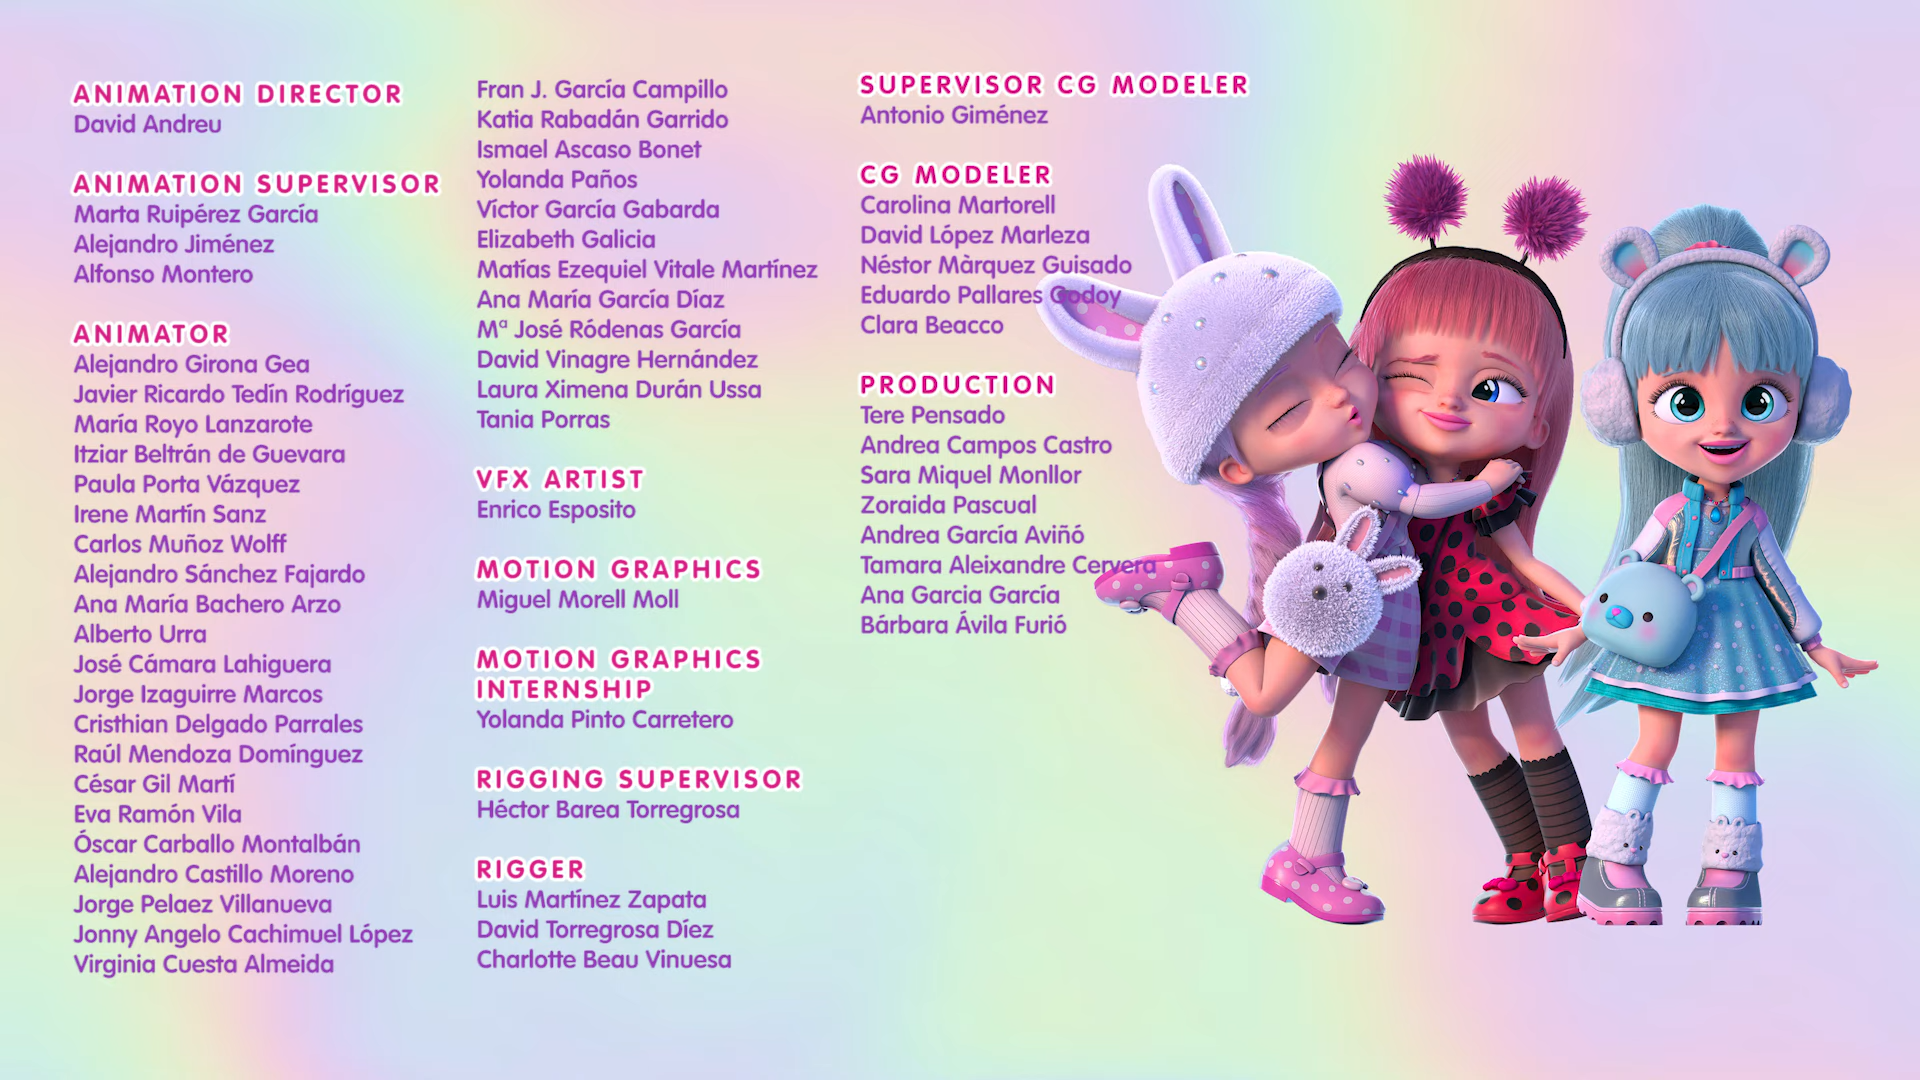 ANIMATION DIRECTOR
David Andreu
ANIMATION SUPERVISOR
Marta Ruipérez García
Alejandro Jiménez
Alfonso Montero
ANIMATOR
Alejandro Girona Gea
Javier Ricardo Tedín Rodríguez
María Royo Lanzarote
Itziar Beltrán de Guevara
Paula Porta Vázquez
Irene Martín Sanz
Carlos Muñoz Wolff
Alejandro Sánchez Fajardo
Ana María Bachero Arzo
Alberto Urra
José Cámara Lahiguera
Jorge Izaguirre Marcos
Cristhian Delgado Parrales
Raúl Mendoza Domínguez
César Gil Martí
Eva Ramón Vila
Óscar Carballo Montalbán
Alejandro Castillo Moreno
Jorge Pelaez Villanueva
Jonny Angelo Cachimuel López
Virginia Cuesta Almeida
Fran J. García Campillo
Katia Rabadán Garrido
Ismael Ascaso Bonet
Yolanda Paños
Víctor García Gabarda
Elizabeth Galicia
Matías Ezequiel Vitale Martínez
Ana María García Díaz
Mª José Ródenas García
David Vinagre Hernández
Laura Ximena Durán Ussa
Tania Porras
VFX ARTIST
Enrico Esposito
MOTION GRAPHICS
Miguel Morell Moll
MOTION GRAPHICS
INTERNSHIP
Yolanda Pinto Carretero
RIGGING SUPERVISOR
Héctor Barea Torregrosa
RIGGER
Luis Martínez Zapata
David Torregrosa Díez
Charlotte Beau Vinuesa
SUPERVISOR CG MODELER
Antonio Giménez
CG MODELER
Carolina Martorell
David López Marleza
Néstor Màrquez Guisado
Eduardo Pallares Godoy
Clara Beacco
PRODUCTION
Tere Pensado
Andrea Campos Castro
Sara Miquel Monllor
Zoraida Pascual
Andrea García Aviñó
Tamara Aleixandre Cervera
Ana Garcia García
Bárbara Ávila Furió